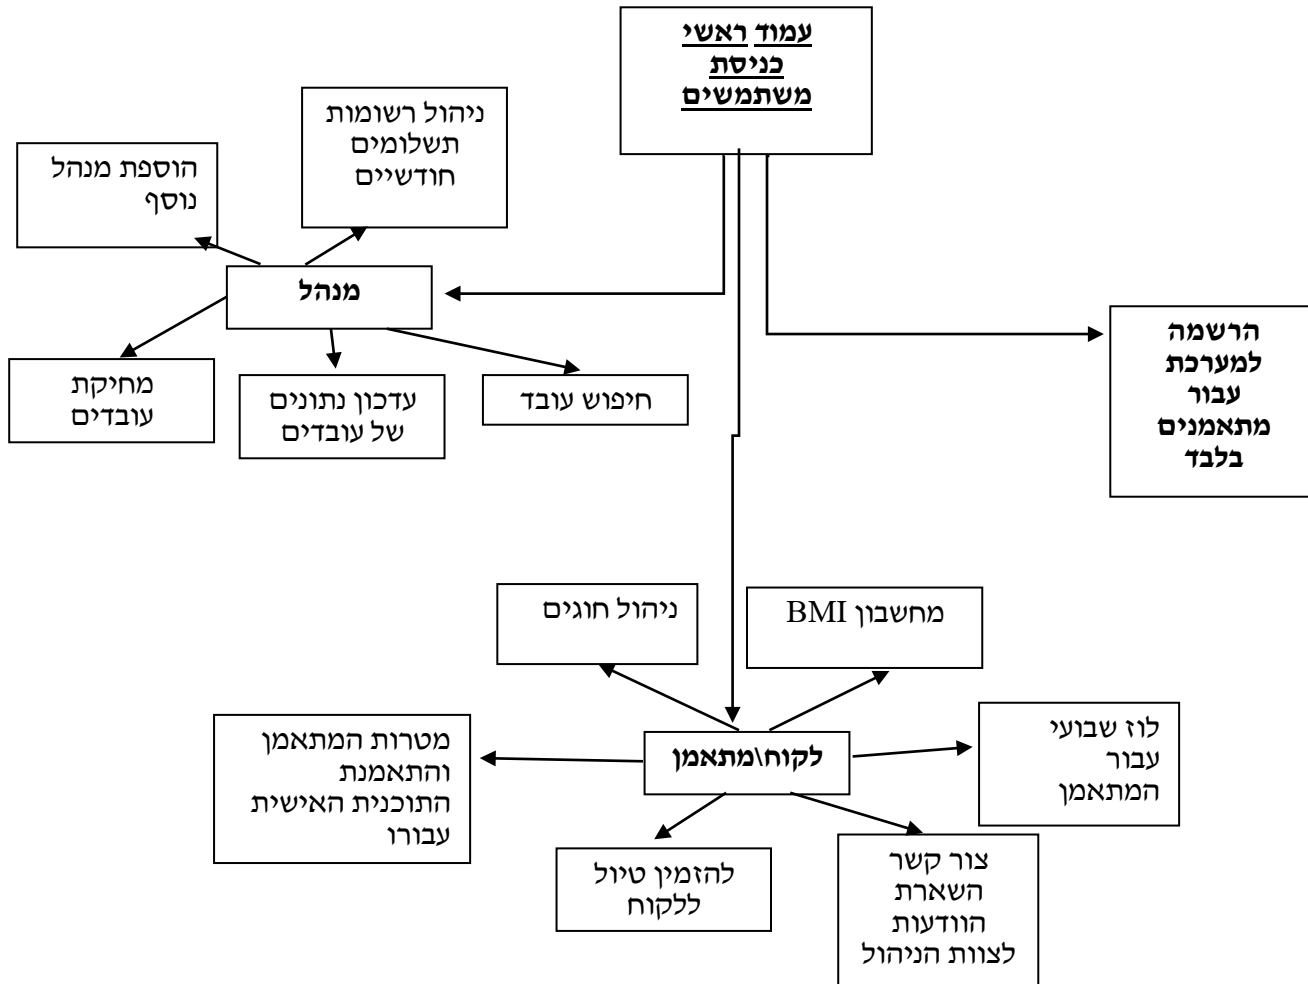 עמוד ראשי
כניסת
משתמשים
ניהול רשומות
תשלומים
חודשיים
הוספת מנהל
נוסף
מנהל
מחיקת
עובדים
עדכון נתונים
של עובדים
חיפוש עובד
הרשמה
למערכת
עבור
מתאמנים
בלבד
ניהול חוגים
מחשבון BMI
לוז שבועי
עבור
המתאמן
לקוח\מתאמן
מטרות המתאמן
והתאמנת
התוכנית האישית
עבורו
להזמין טיול
ללקוח
צור קשר
השארת
הוודעות
לצוות הניהול